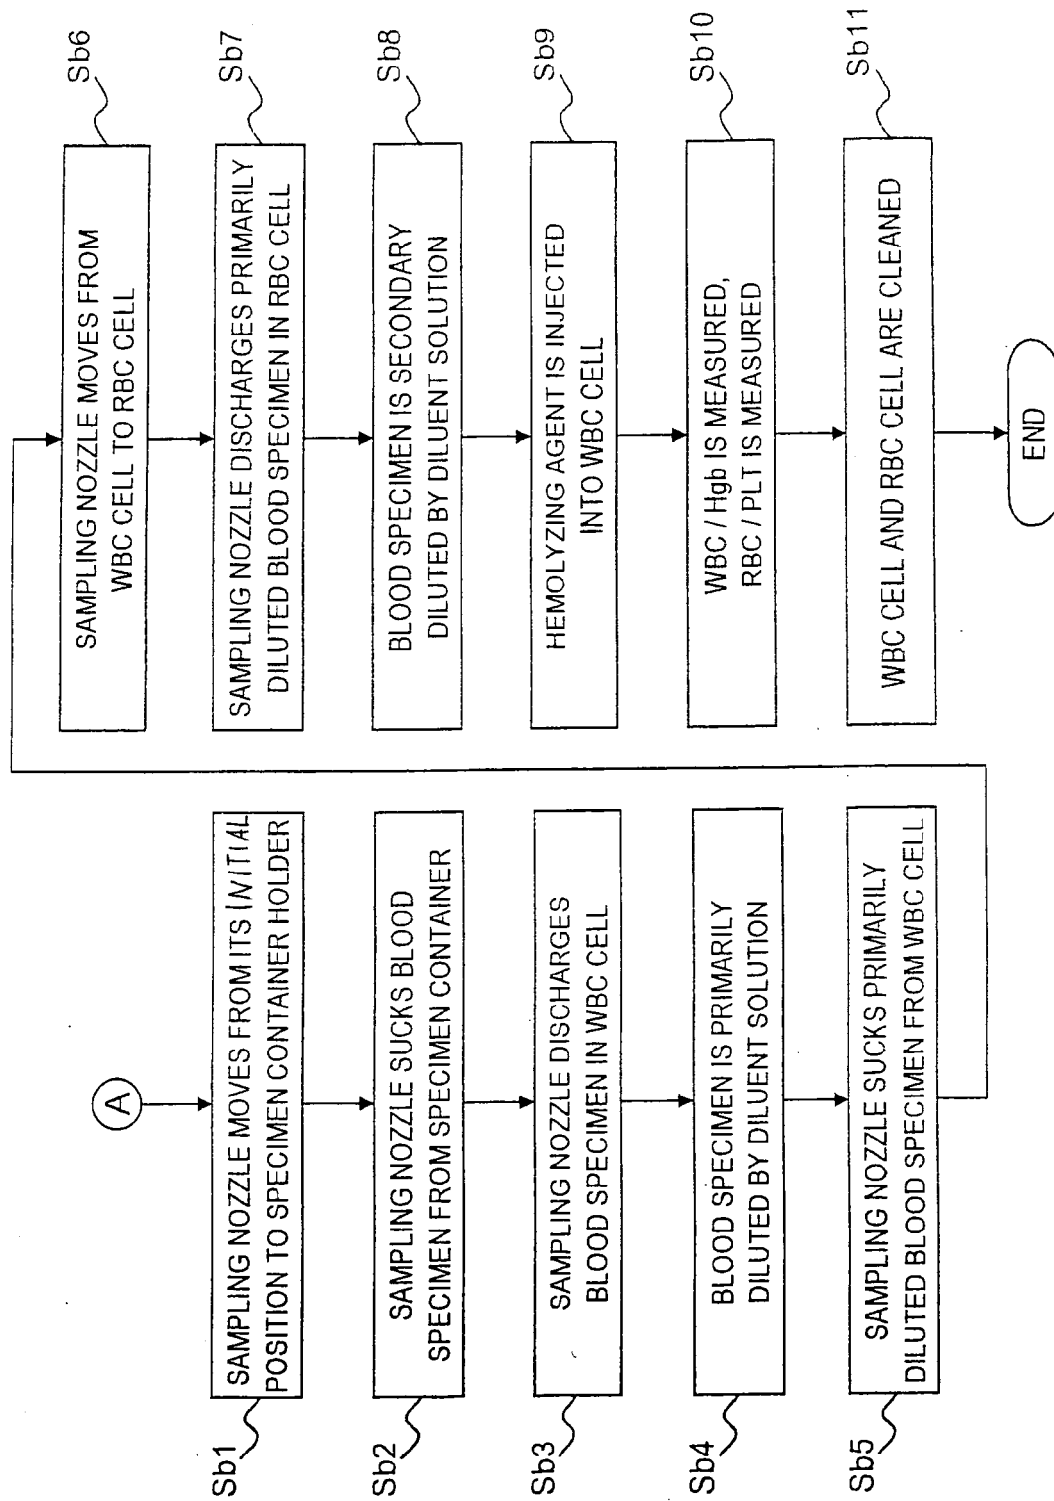 A
Sb1
SAMPLING NOZZLE MOVES FROM ITS INITIAL
POSITION TO SPECIMEN CONTAINER HOLDER
Sb2
SAMPLING NOZZLE SUCKS BLOOD
SPECIMEN FROM SPECIMEN CONTAINER
Sb3
SAMPLING NOZZLE DISCHARGES
BLOOD SPECIMEN IN WBC CELL
Sb4
BLOOD SPECIMEN IS PRIMARILY
DILUTED BY DILUENT SOLUTION
Sb5
SAMPLING NOZZLE SUCKS PRIMARILY
DILUTED BLOOD SPECIMEN FROM WBC CELL
SAMPLING NOZZLE MOVES FROM
WBC CELL TO RBC CELL
Sb6
SAMPLING NOZZLE DISCHARGES PRIMARILY
DILUTED BLOOD SPECIMEN IN RBC CELL
Sb7
BLOOD SPECIMEN IS SECONDARY
DILUTED BY DILUENT SOLUTION
Sb8
HEMOLYZING AGENT IS INJECTED
INTO WBC CELL
Sb9
WBC / Hgb IS MEASURED,
RBC / PLT IS MEASURED
Sb10
WBC CELL AND RBC CELL ARE CLEANED
Sb11
END